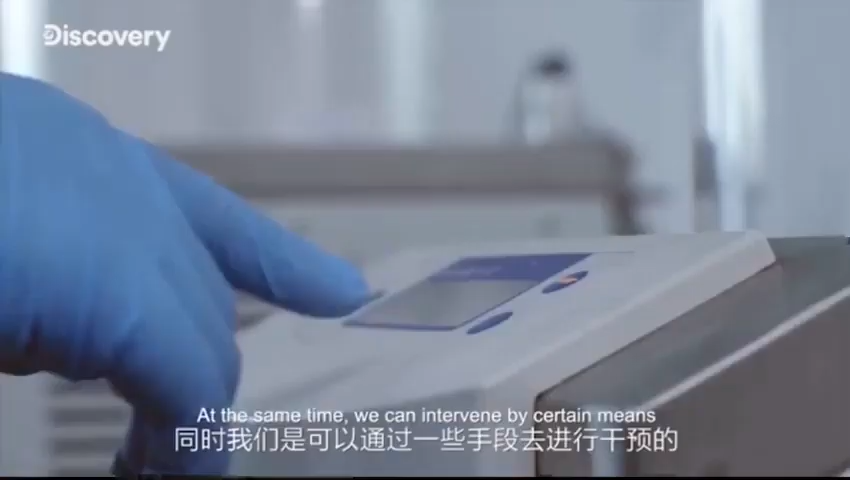 Discovery
At the same time, we can intervene by certain means
同时我们是可以通过一些手段去进行干预的